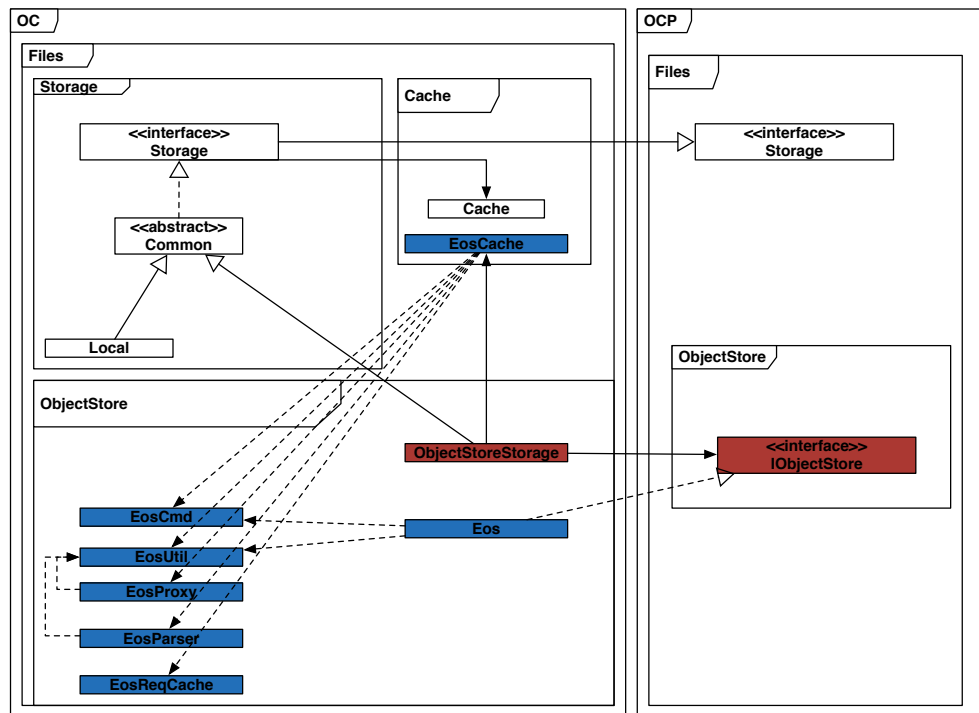 OC
OCP
Files
Files
Storage
Cache
<<interface>>
Storage
<<interface>>
Storage
Cache
<<abstract>>
Common
EosCache
Local
ObjectStore
ObjectStore
ObjectStoreStorage
<<interface>>
IObjectStore
EosCmd
Eos
EosUtil
EosProxy
EosParser
EosReqCache